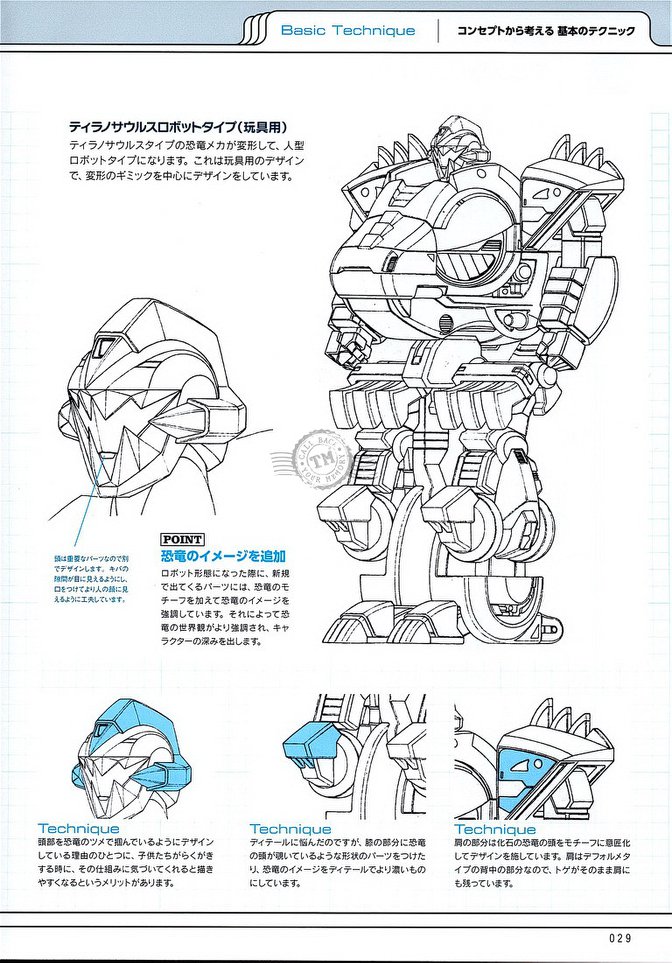 Basic Technique
コンセプトから考える 基本のテクニック
ティラノサウルスロボットタイプ(玩具用)
ティラノサウルスタイプの恐竜メカが変形して、人型
ロボットタイプになります。これは玩具用のデザイン
で、変形のギミックを中心にデザインをしています。
CALL BACK
TM
YOUR MEMORY
頭は重要なパーツなので別
でデザインします。キバの
隙間が目に見えるようにし、
口をつけてより人の顔に見
えるように工夫しています。
POINT
恐竜のイメージを追加
ロボット形態になった際に、新規
で出てくるパーツには、恐竜のモ
チーフを加えて恐竜のイメージを
強調しています。それによって恐
竜の世界観がより強調され、キャ
ラクターの深みを出します。
Technique
頭部を恐竜のツメで掴んでいるようにデザイン
している理由のひとつに、子供たちがらくがき
する時に、その仕組みに気づいてくれると描き
やすくなるというメリットがあります。
Technique
ディテールに悩んだのですが、膝の部分に恐竜
の頭が覗いているような形状のパーツをつけた
り、恐竜のイメージをディテールでより濃いもの
にしています。
Technique
肩の部分は化石の恐竜の頭をモチーフに意匠化
してデザインを施しています。肩はデフォルメタ
イプの背中の部分なので、トゲがそのまま肩に
も残っています。
029